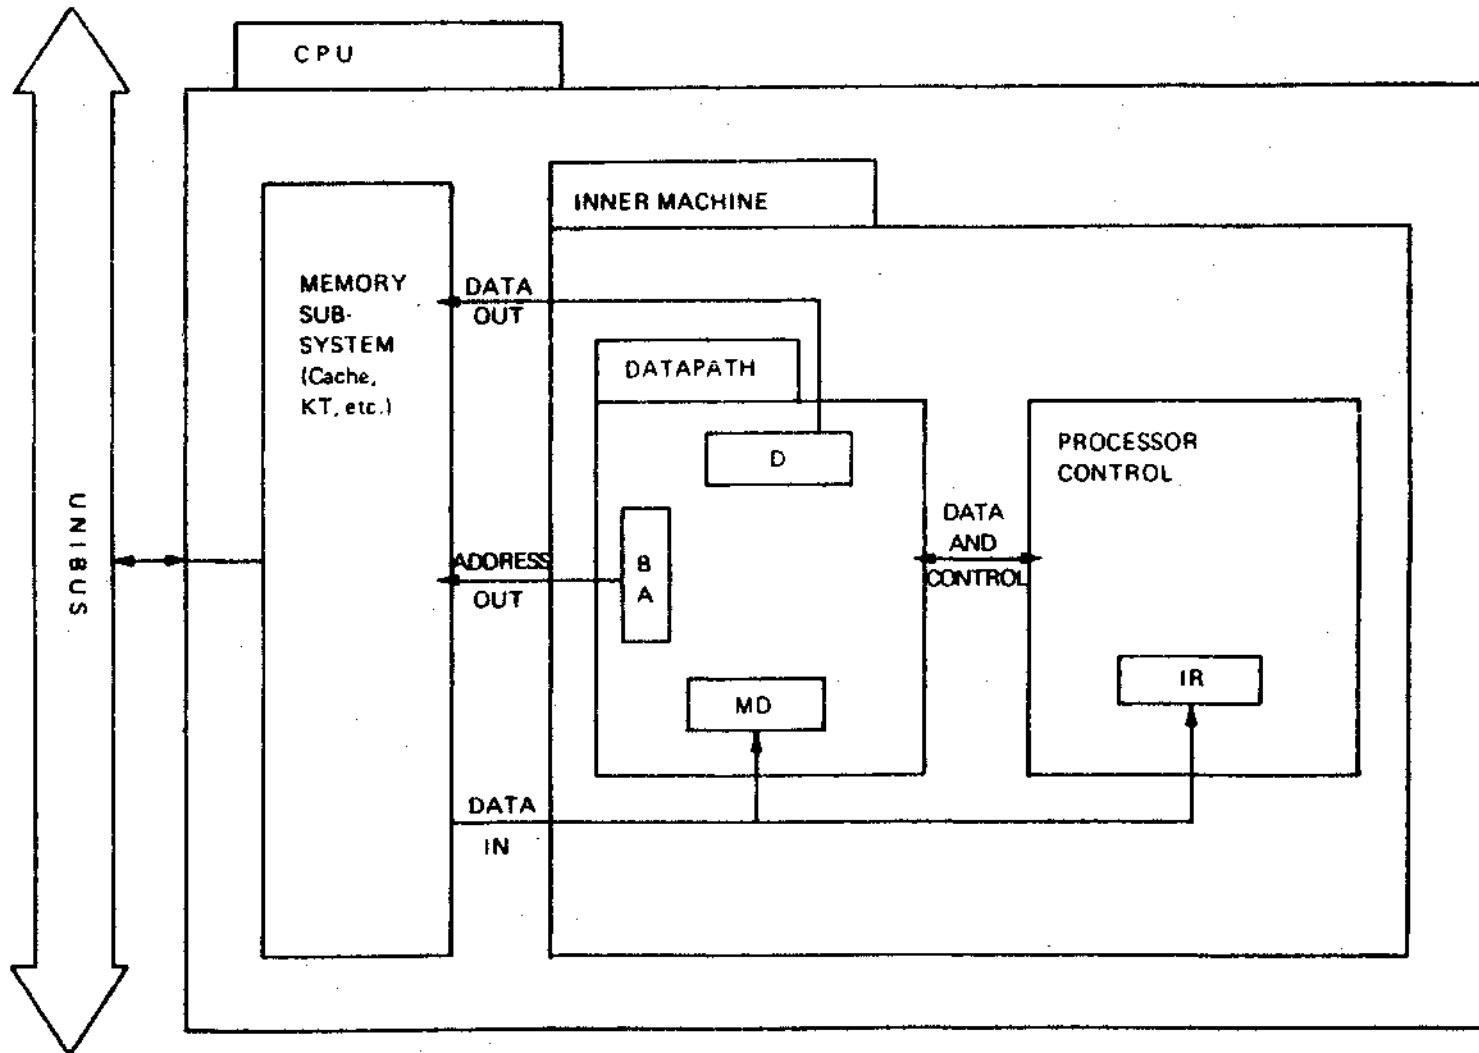 CPU
INNER MACHINE
MEMORY
SUB-
SYSTEM
(Cache,
KT, etc.)
DATA
OUT
DATAPATH
D
PROCESSOR
CONTROL
UNIBUS
ADDRESS
OUT
B
A
DATA
AND
CONTROL
MD
IR
DATA
IN